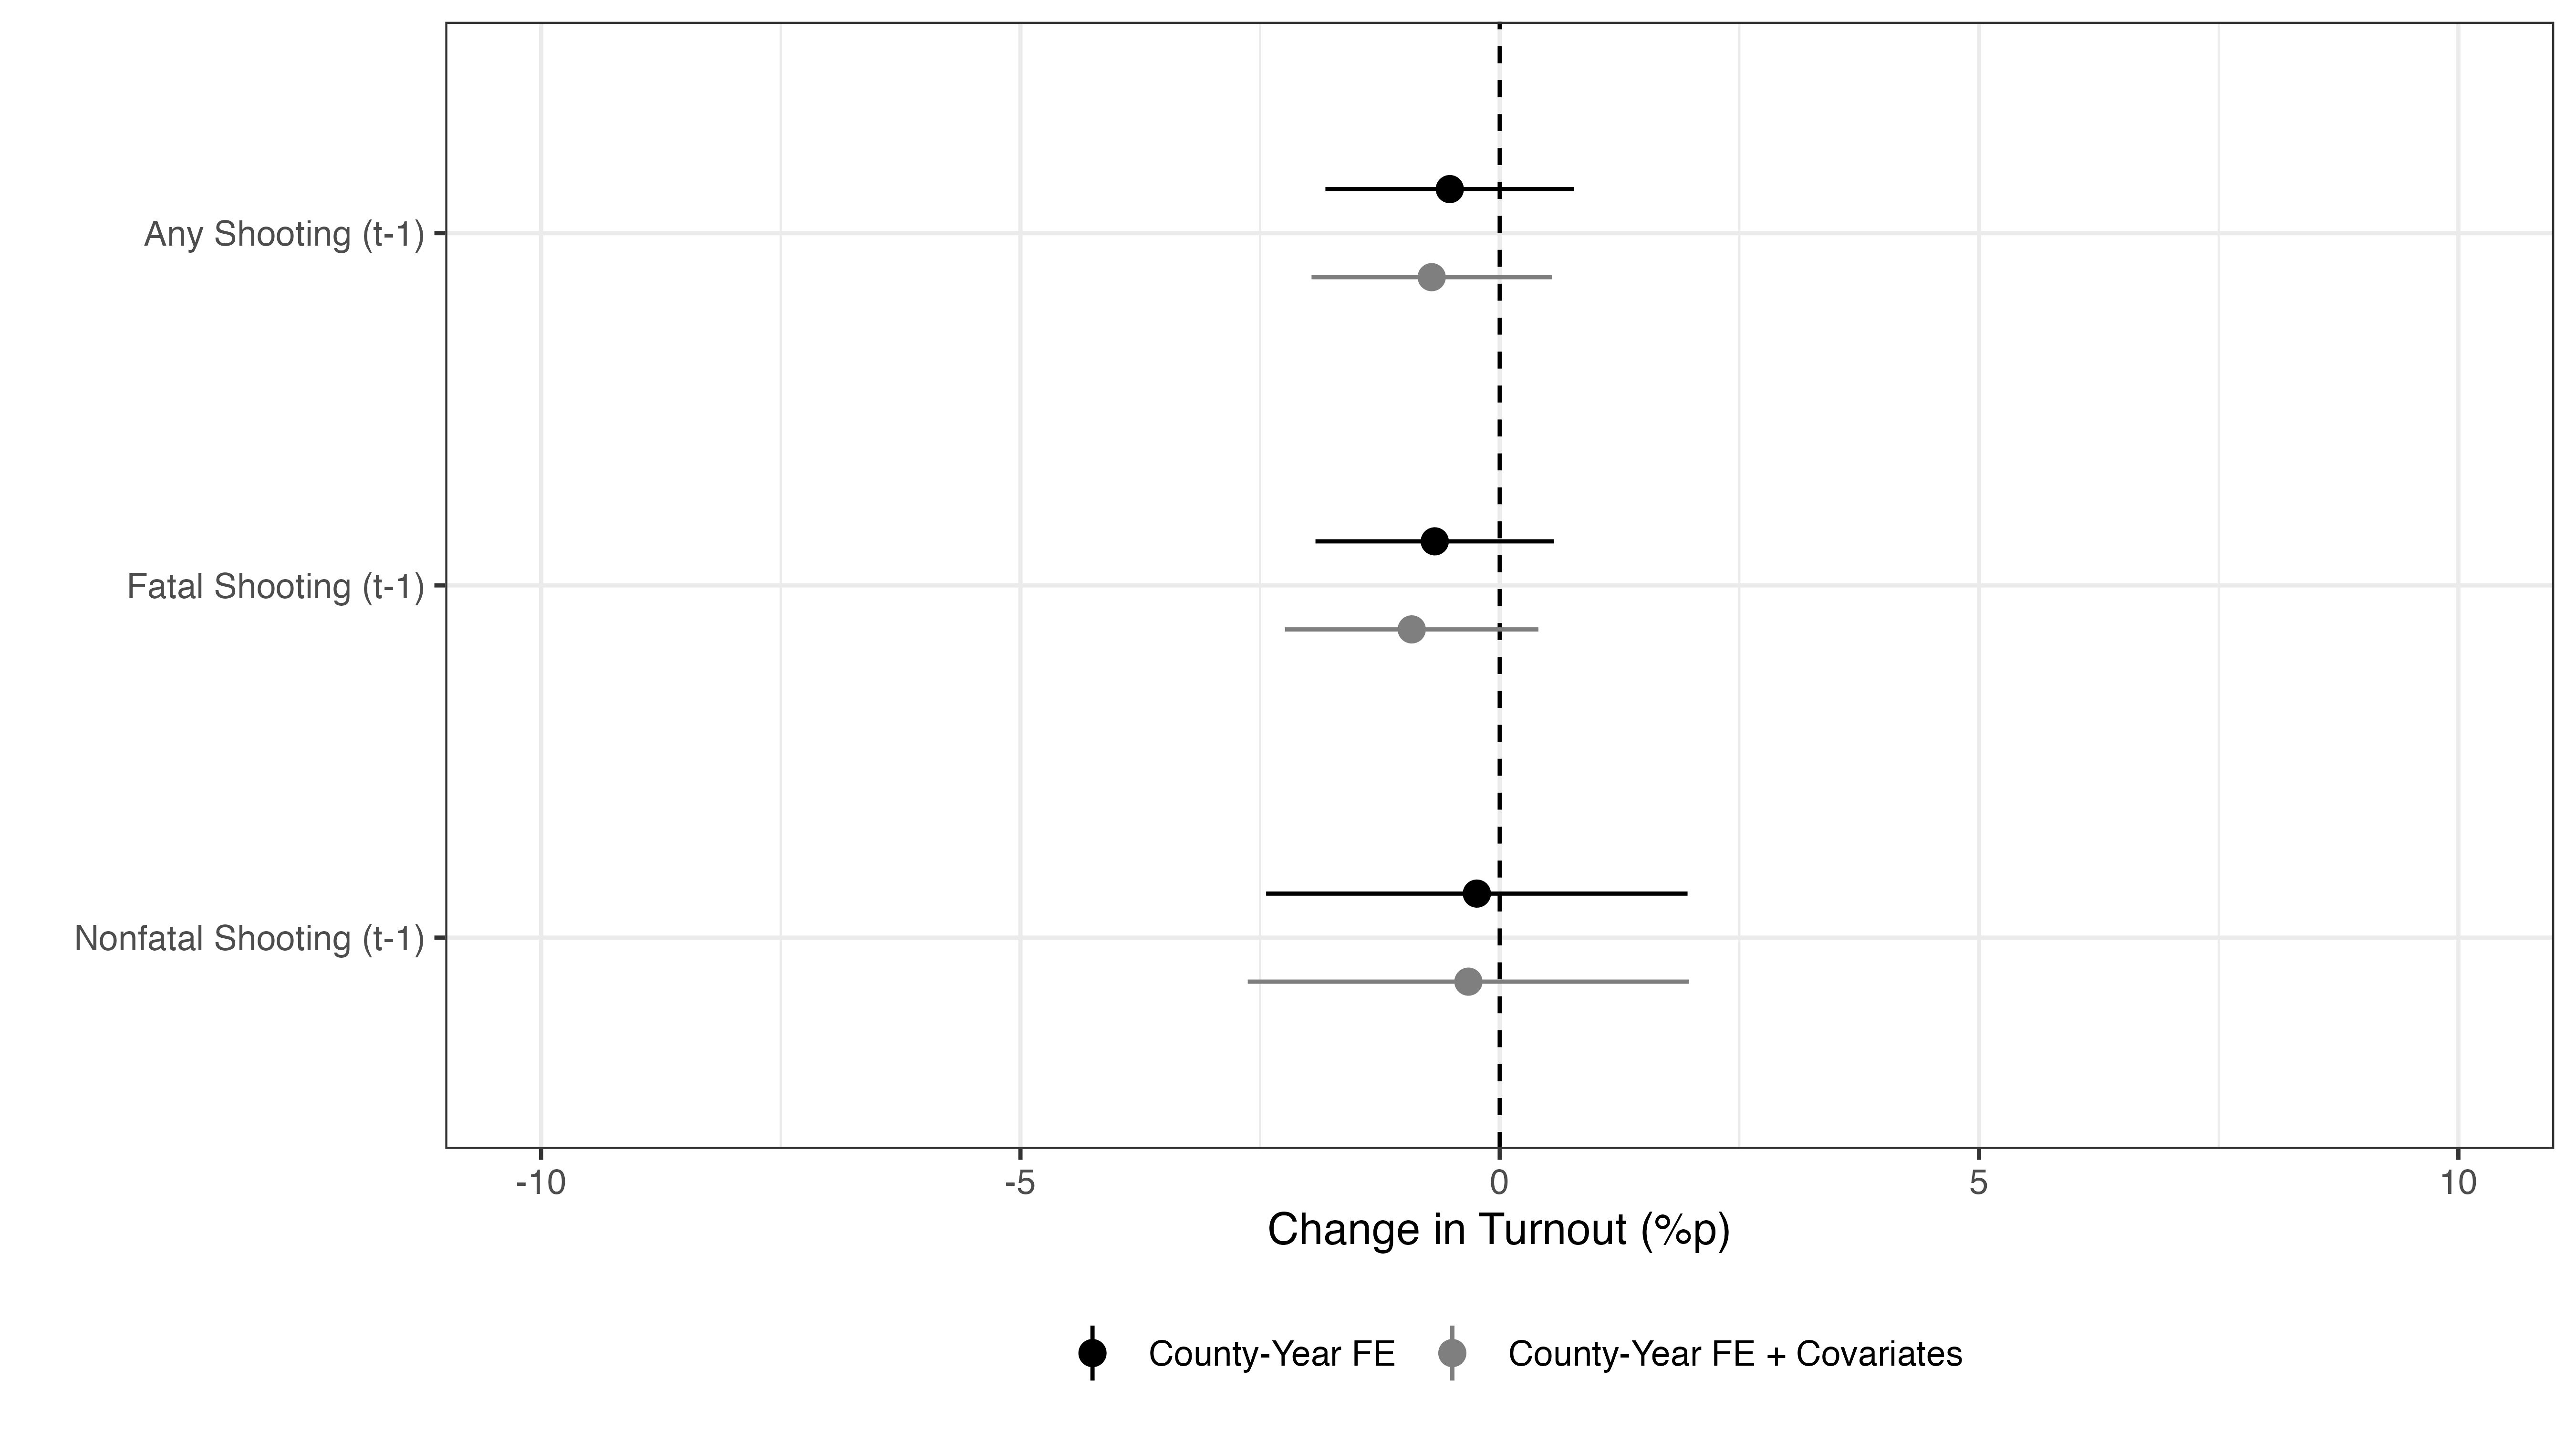 Any Shooting (t-1)
Fatal Shooting (t-1)
Nonfatal Shooting (t-1)
-10 -5 0 5 10
Change in Turnout (%p)
County-Year FE County-Year FE + Covariates